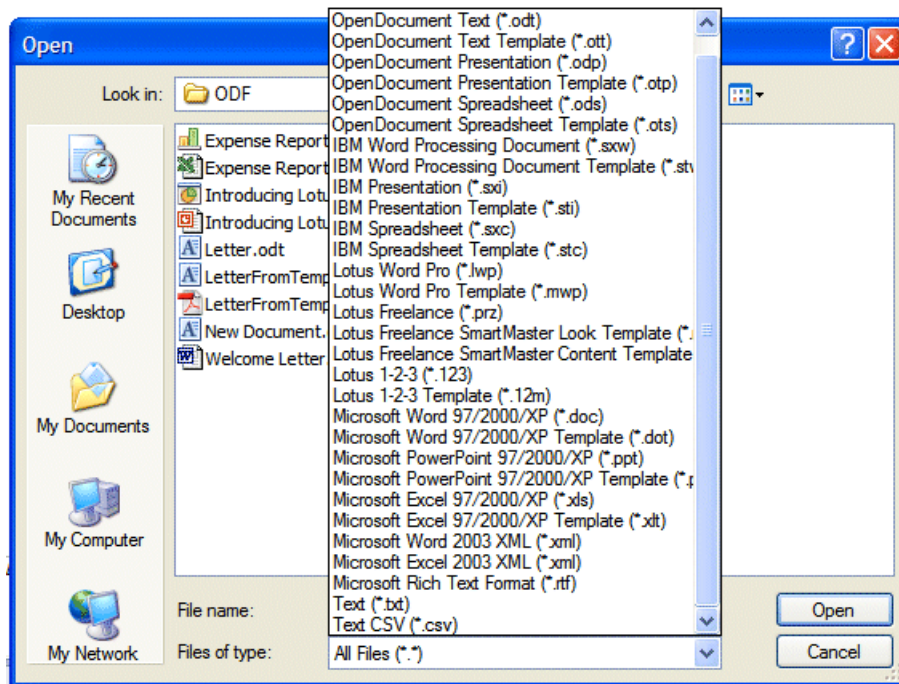 Open
Look in:
ODF
My Recent
Documents
Desktop
My Documents
My Computer
My Network
Expense Report
Expense Report
Introducing Lotu
Introducing Lotu
Letter.odt
LetterFromTemp
LetterFromTemp
New Document.
Welcome Letter
OpenDocument Text (*.odt)
OpenDocument Text Template (*.ott)
OpenDocument Presentation (*.odp)
OpenDocument Presentation Template (*.otp)
OpenDocument Spreadsheet (*.ods)
OpenDocument Spreadsheet Template (*.ots)
IBM Word Processing Document (*.sxw)
IBM Word Processing Document Template (*.stw
IBM Presentation (*.sxi)
IBM Presentation Template (*.sti)
IBM Spreadsheet (*.sxc)
IBM Spreadsheet Template (*.stc)
Lotus Word Pro (*.lwp)
Lotus Word Pro Template (*.mwp)
Lotus Freelance (*.prz)
Lotus Freelance SmartMaster Look Template (*.
Lotus Freelance SmartMaster Content Template
Lotus 1-2-3 (*.123)
Lotus 1-2-3 Template (*.12m)
Microsoft Word 97/2000/XP (*.doc)
Microsoft Word 97/2000/XP Template (*.dot)
Microsoft PowerPoint 97/2000/XP (*.ppt)
Microsoft PowerPoint 97/2000/XP Template (*.p
Microsoft Excel 97/2000/XP (*.xls)
Microsoft Excel 97/2000/XP Template (*.xlt)
Microsoft Word 2003 XML (*.xml)
Microsoft Excel 2003 XML (*.xml)
Microsoft Rich Text Format (*.rtf)
Text (*.txt)
Text CSV (*.csv)
File name:
Open
Files of type:
All Files (*.*)
Cancel